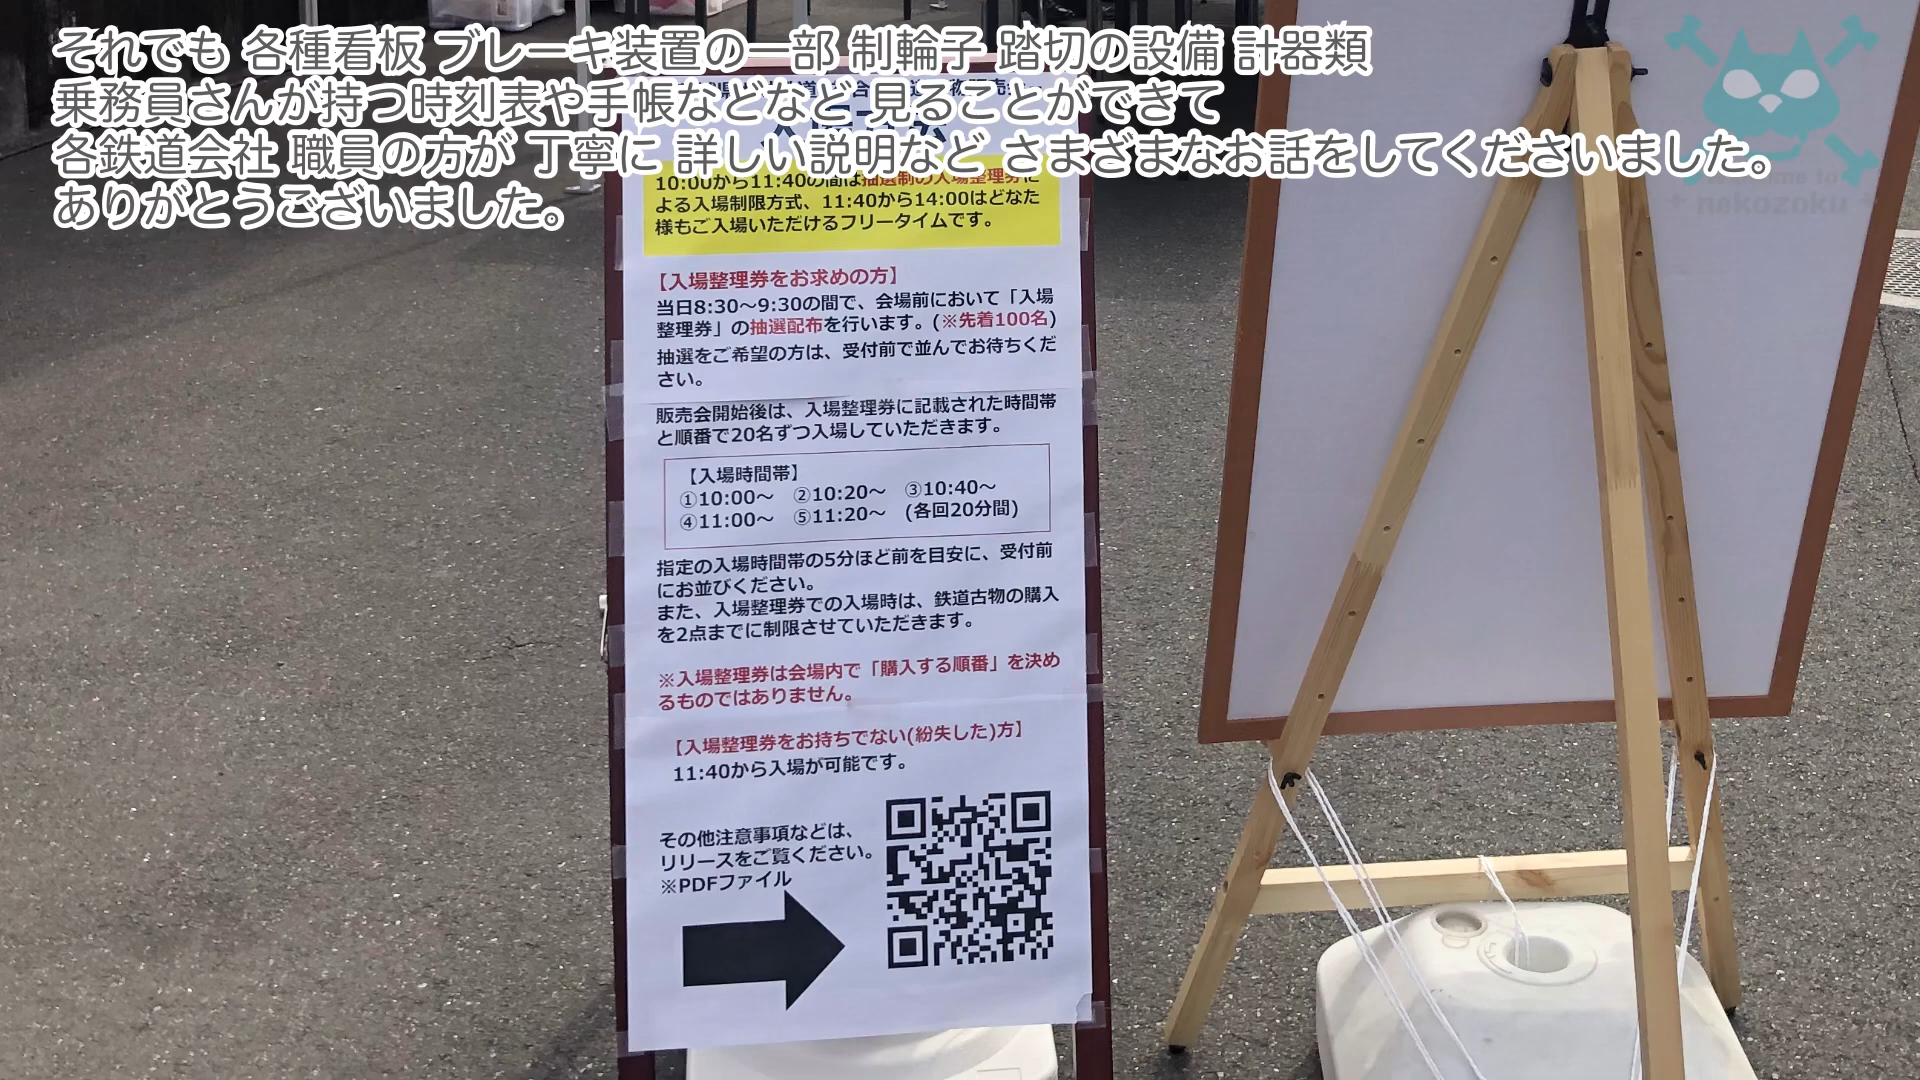 それでも 各種看板 ブレーキ装置の一部 制輪子 踏切の設備 計器類
乗務員さんが持つ時刻表や手帳などなど 見ることができて
各鉄道会社 職員の方が 丁寧に 詳しい説明など さまざまなお話をしてくださいました。
ありがとうございました。
10:00から11:40の間は抽選制の入場整理券に
よる入場制限方式、11:40から14:00はどなた
様もご入場いただけるフリータイムです。
【入場整理券をお求めの方】
当日8:30～9:30の間で、会場前において「入場
整理券」の抽選配布を行います。(※先着100名)
抽選をご希望の方は、受付前で並んでお待ちくだ
さい。
販売会開始後は、入場整理券に記載された時間帯
と順番で20名ずつ入場していただきます。
【入場時間帯】
①10:00～ ②10:20～ ③10:40～
④11:00～ ⑤11:20～ (各回20分間)
指定の入場時間帯の5分ほど前を目安に、受付前
にお並びください。
また、入場整理券での入場時は、鉄道古物の購入
を2点までに制限させていただきます。
※入場整理券は会場内で「購入する順番」を決め
るものではありません。
【入場整理券をお持ちでない(紛失した)方】
11:40から入場が可能です。
その他注意事項などは、
リリースをご覧ください。
※PDFファイル
nakozoku